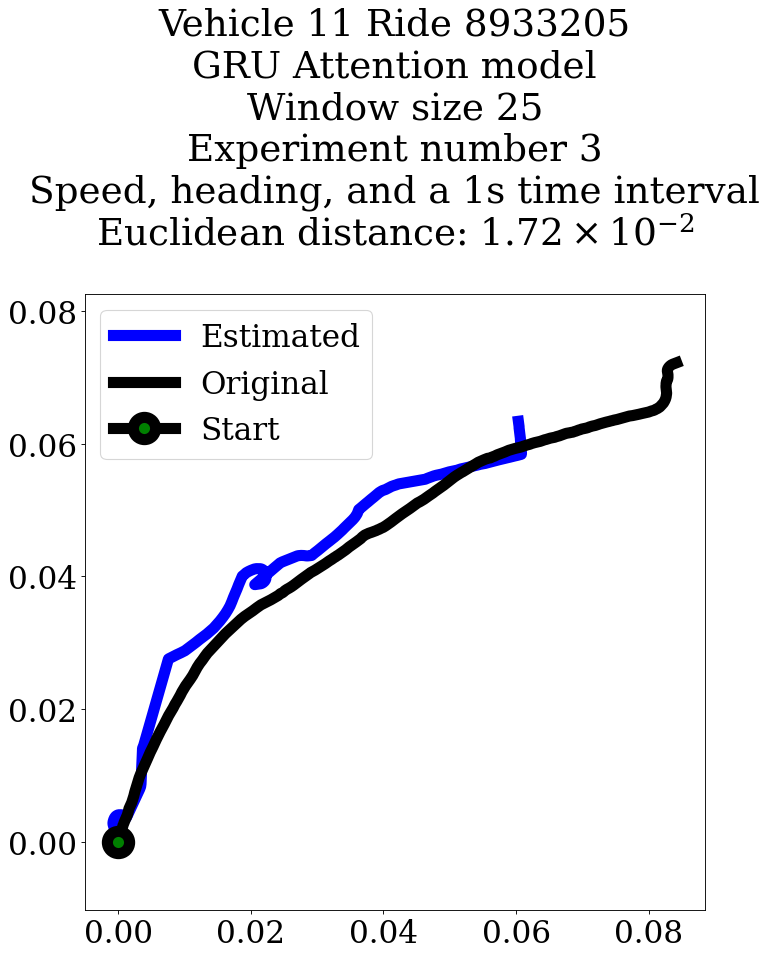 Vehicle 11 Ride 8933205
GRU Attention model
Window size 25
Experiment number 3
Speed, heading, and a 1s time interval
Euclidean distance: 1.72 × 10⁻²
0.08
0.06
0.04
0.02
0.00
Estimated
Original
Start
0.00 0.02 0.04 0.06 0.08